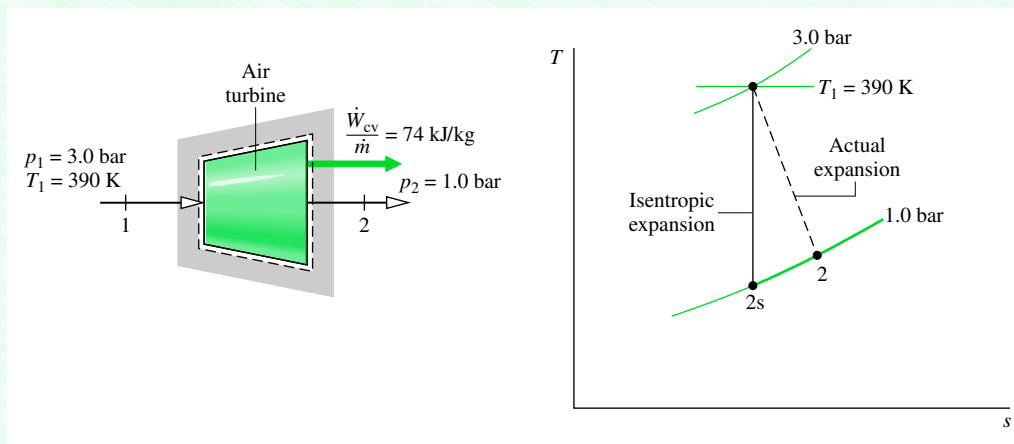 Air
turbine
Ẇcv/ṁ = 74 kJ/kg
p1 = 3.0 bar
T1 = 390 K
p2 = 1.0 bar
1
2
T
3.0 bar
T1 = 390 K
Actual
expansion
Isentropic
expansion
1.0 bar
2
2s
s